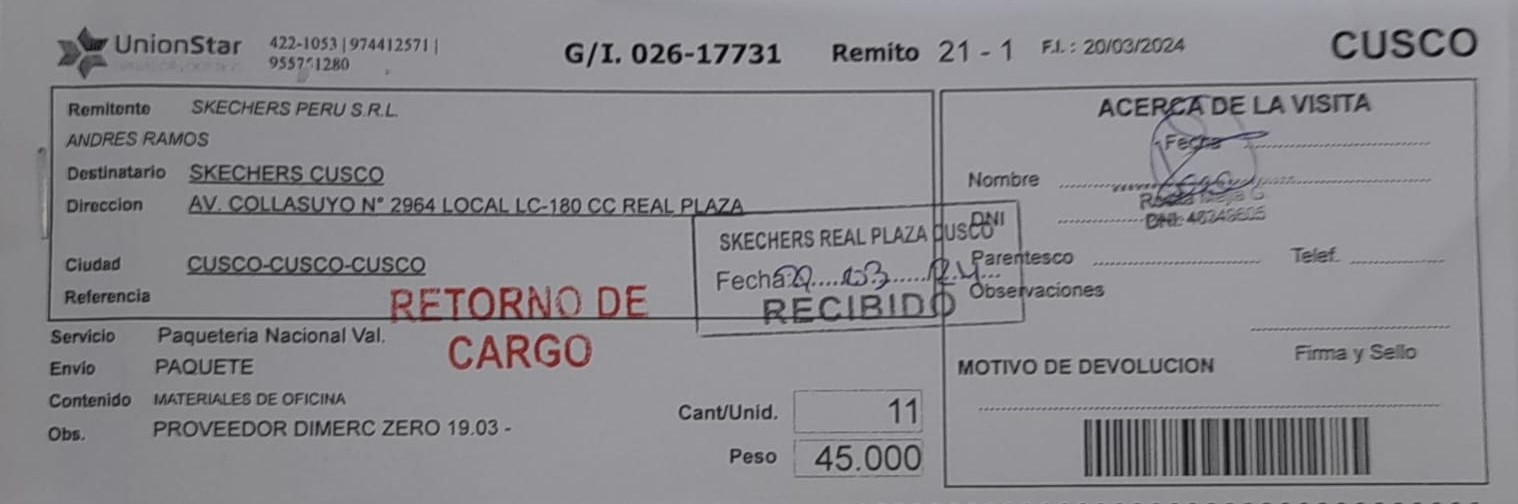 UnionStar 422-1053 | 974412571 |
G/I. 026-17731 Remito 21 - 1 F.I. : 20/03/2024 CUSCO
Remitente SKECHERS PERU S.R.L.
ANDRES RAMOS
Destinatario SKECHERS CUSCO
Direccion AV. COLLASUYO N° 2964 LOCAL LC-180 CC REAL PLAZA
Ciudad CUSCO-CUSCO-CUSCO
Referencia
RETORNO DE
CARGO
SKECHERS REAL PLAZA CUSCO
Fecha
RECIBIDO
Servicio Paqueteria Nacional Val.
Envio PAQUETE
Contenido MATERIALES DE OFICINA
Obs. PROVEEDOR DIMERC ZERO 19.03 -
Cant/Unid. 11
Peso 45.000
ACERCA DE LA VISITA
Fecha
Nombre
DNI
DNI:
Parentesco Telef.
Observaciones
Firma y Sello
MOTIVO DE DEVOLUCION